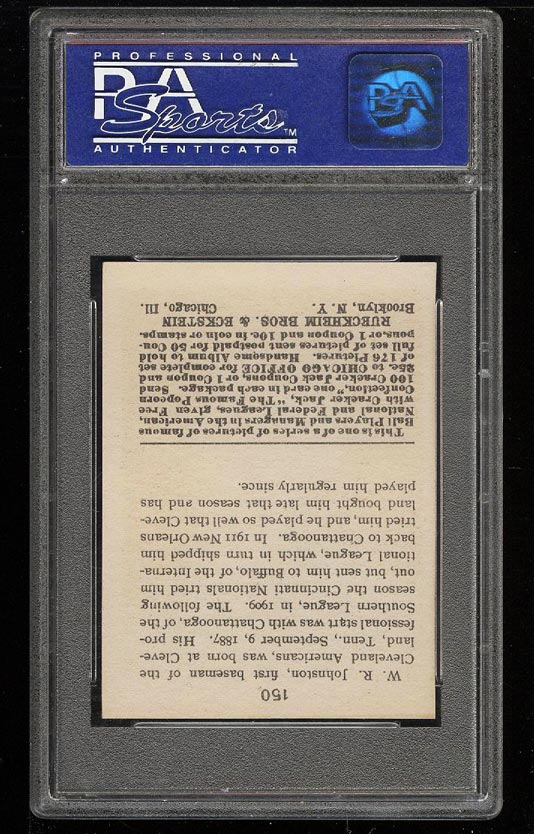 PROFESSIONAL
PSA
Sports™
AUTHENTICATOR
PSA
150
W. R. Johnston, first baseman of the
Cleveland Americans, was born at Cleve-
land, Tenn., September 9, 1887. His pro-
fessional start was with Chattanooga, of the
Southern League, in 1909. The following
season the Cincinnati Nationals tried him
out, but sent him to Buffalo, of the Interna-
tional League, which in turn shipped him
back to Chattanooga. In 1911 New Orleans
tried him, and he played so well that Cleve-
land bought him late that season and has
played him regularly since.
This is one of a series of pictures of famous
Ball Players and Managers in the American,
National and Federal Leagues, given Free
with Cracker Jack, "The Famous Popcorn
Confection," one card in each package. Send
100 Cracker Jack Coupons, or 1 Coupon and
25c. to CHICAGO OFFICE for complete set
of 176 Pictures. Handsome Album to hold
full set of pictures sent postpaid for 50 Cou-
pons, or 1 Coupon and 10c. in coin or stamps.
RUECKHEIM BROS. & ECKSTEIN
Brooklyn, N. Y. Chicago, Ill.